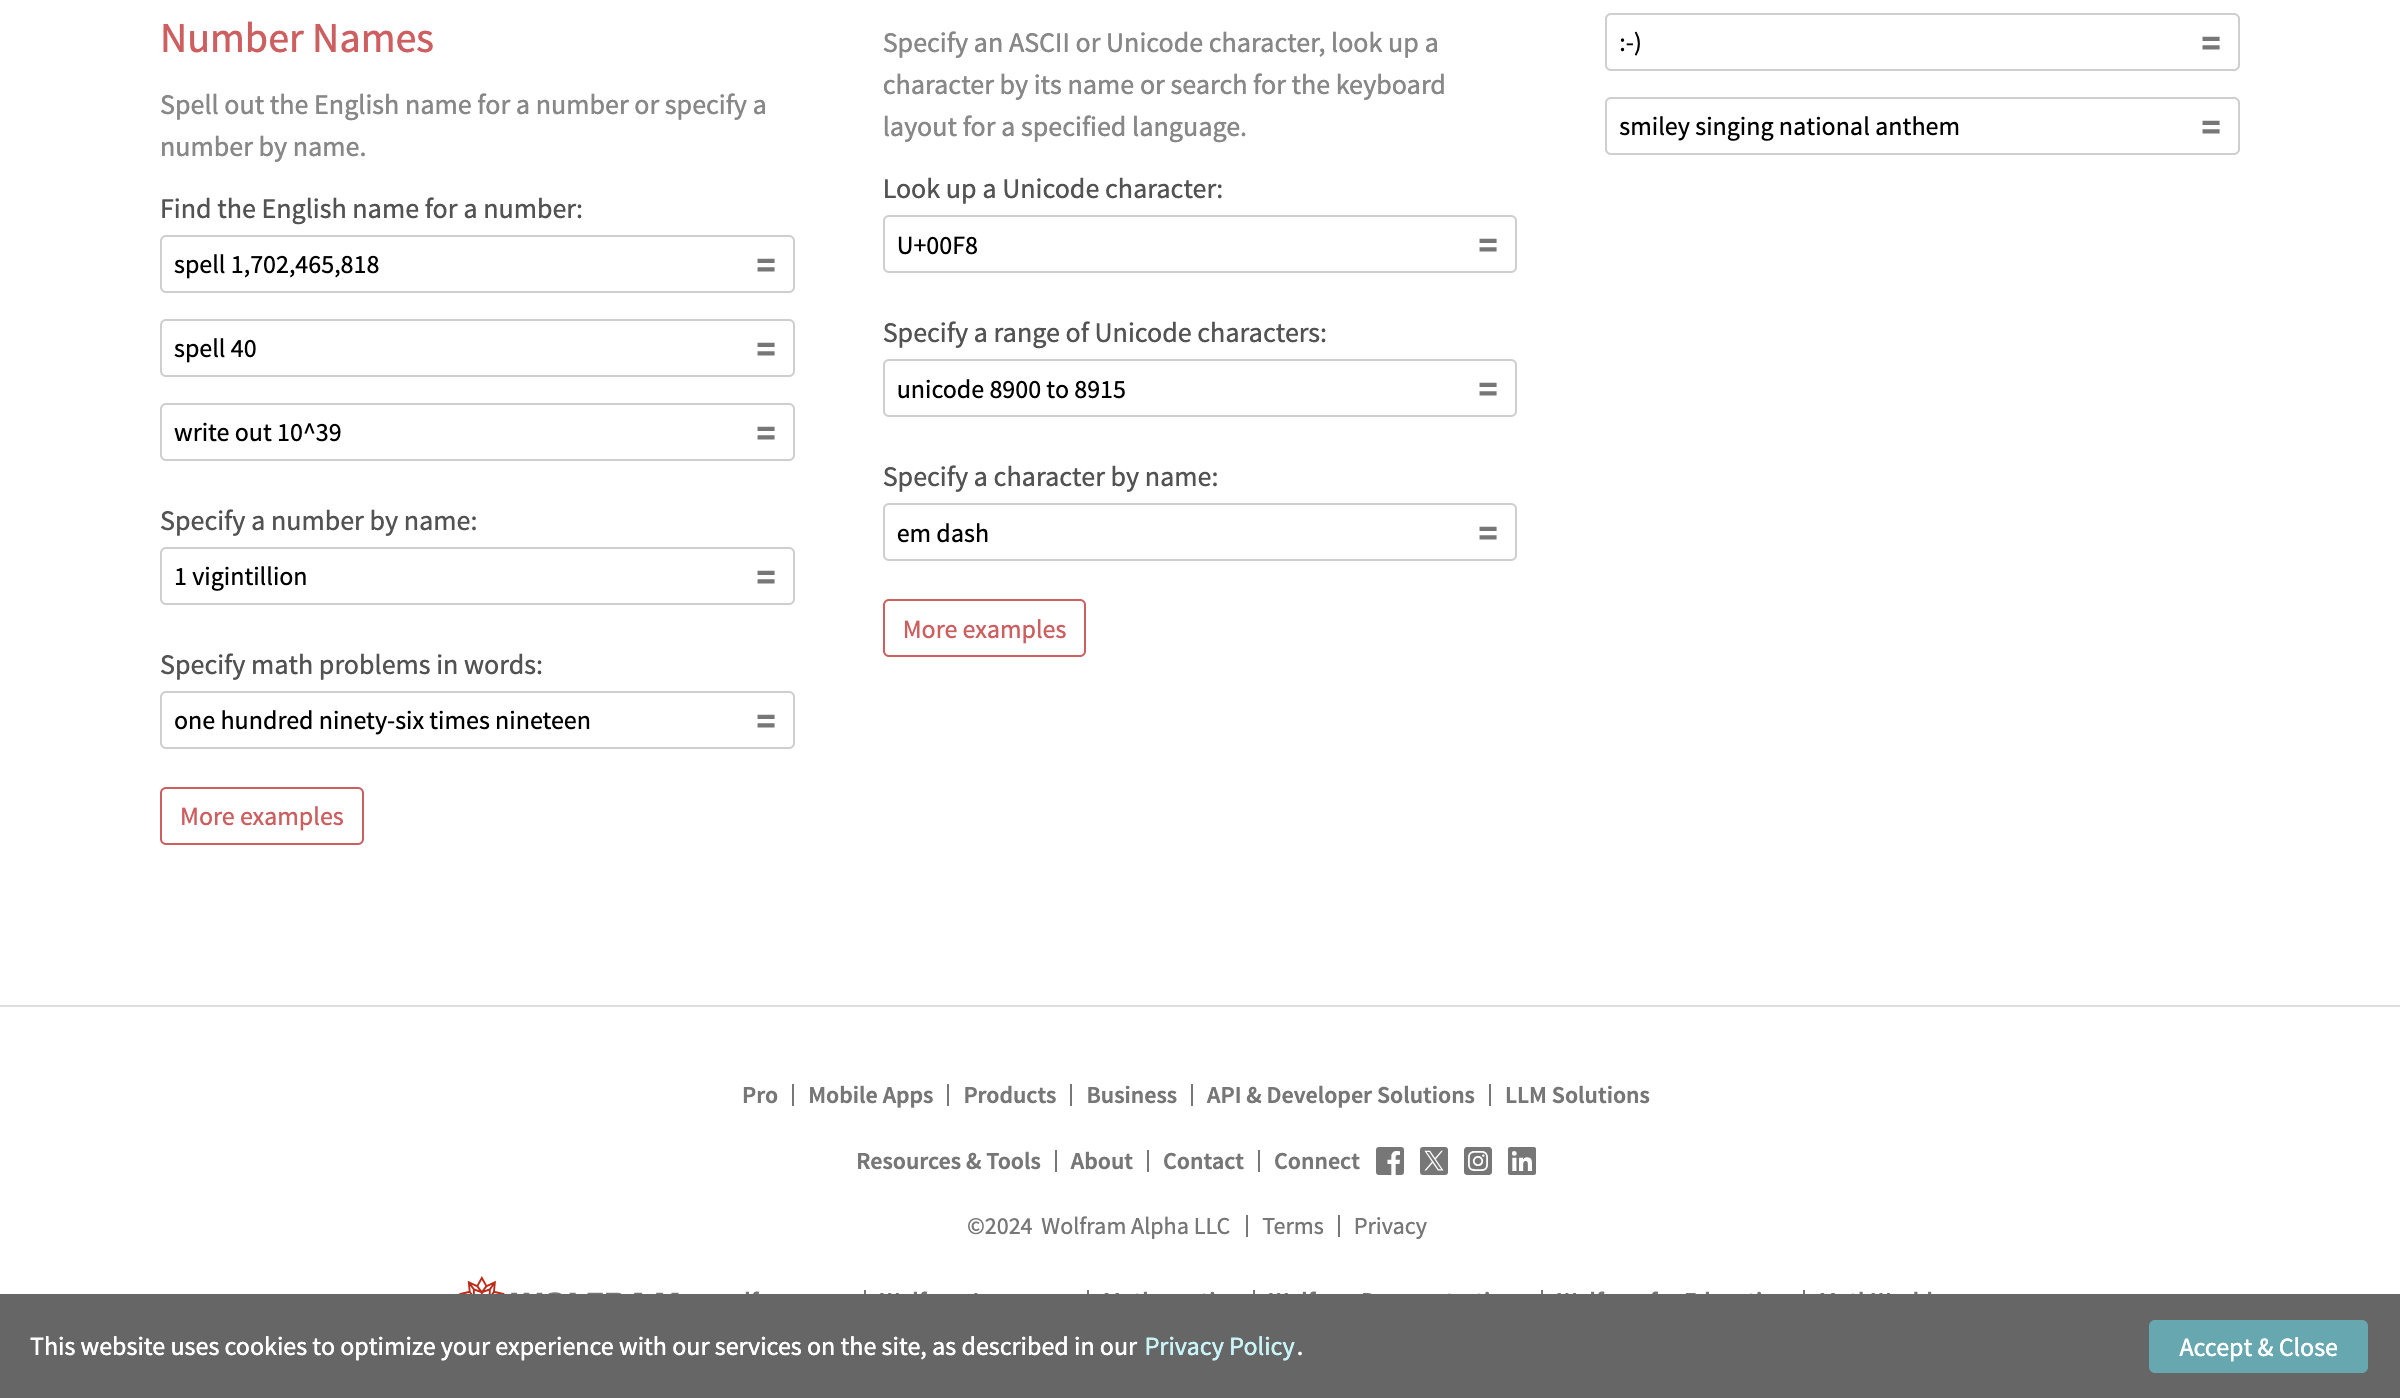 Number Names
Spell out the English name for a number or specify a
number by name.
Find the English name for a number:
spell 1,702,465,818
spell 40
write out 10^39
Specify a number by name:
1 vigintillion
Specify math problems in words:
one hundred ninety-six times nineteen
More examples
Specify an ASCII or Unicode character, look up a
character by its name or search for the keyboard
layout for a specified language.
Look up a Unicode character:
U+00F8
Specify a range of Unicode characters:
unicode 8900 to 8915
Specify a character by name:
em dash
More examples
:-)
smiley singing national anthem
Pro | Mobile Apps | Products | Business | API & Developer Solutions | LLM Solutions
Resources & Tools | About | Contact | Connect
©2024 Wolfram Alpha LLC | Terms | Privacy
This website uses cookies to optimize your experience with our services on the site, as described in our Privacy Policy.
Accept & Close